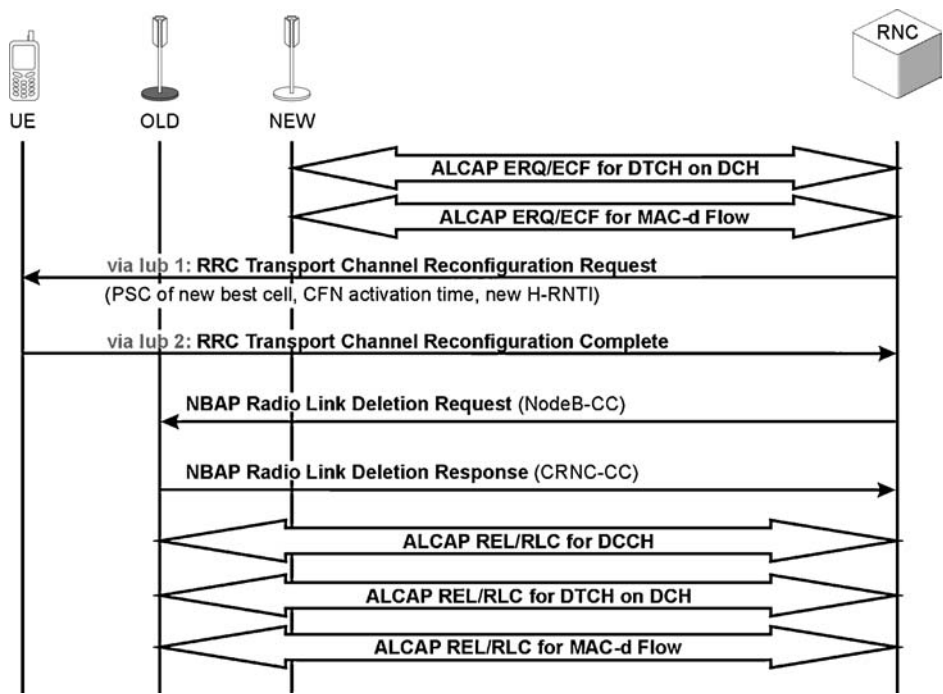 RNC
UE
OLD
NEW
ALCAP ERQ/ECF for DTCH on DCH
ALCAP ERQ/ECF for MAC-d Flow
via Iub 1: RRC Transport Channel Reconfiguration Request
(PSC of new best cell, CFN activation time, new H-RNTI)
via Iub 2: RRC Transport Channel Reconfiguration Complete
NBAP Radio Link Deletion Request (NodeB-CC)
NBAP Radio Link Deletion Response (CRNC-CC)
ALCAP REL/RLC for DCCH
ALCAP REL/RLC for DTCH on DCH
ALCAP REL/RLC for MAC-d Flow